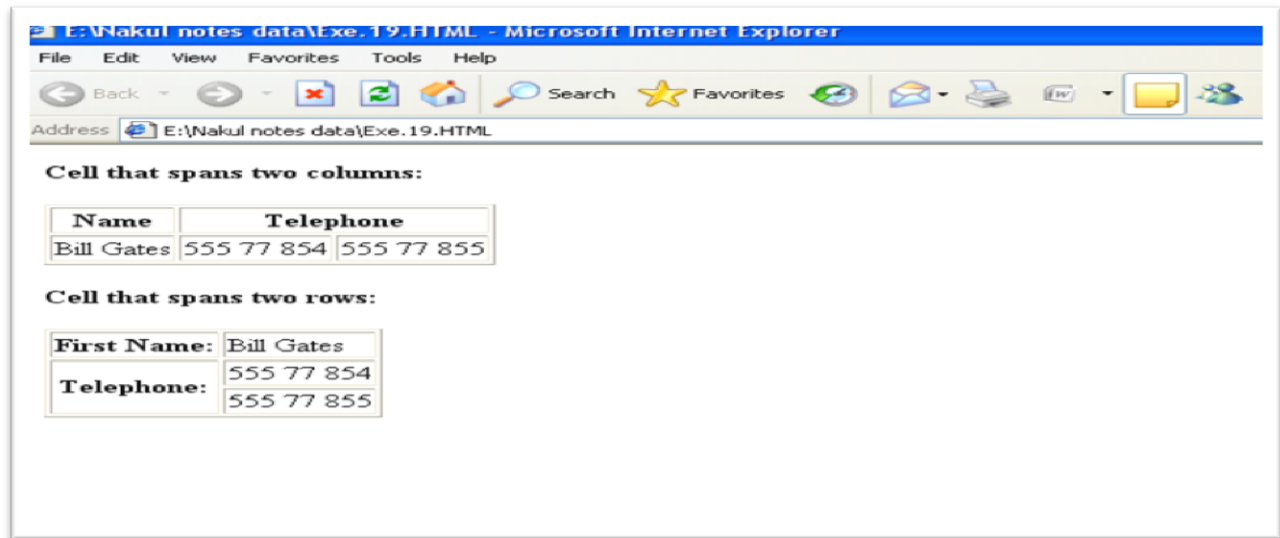 E:\Nakul notes data\Exe.19.HTML - Microsoft Internet Explorer
File Edit View Favorites Tools Help
Back Search Favorites
Address E:\Nakul notes data\Exe.19.HTML
Cell that spans two columns:
Name Telephone
Bill Gates 555 77 854 555 77 855
Cell that spans two rows:
First Name: Bill Gates
Telephone: 555 77 854
555 77 855